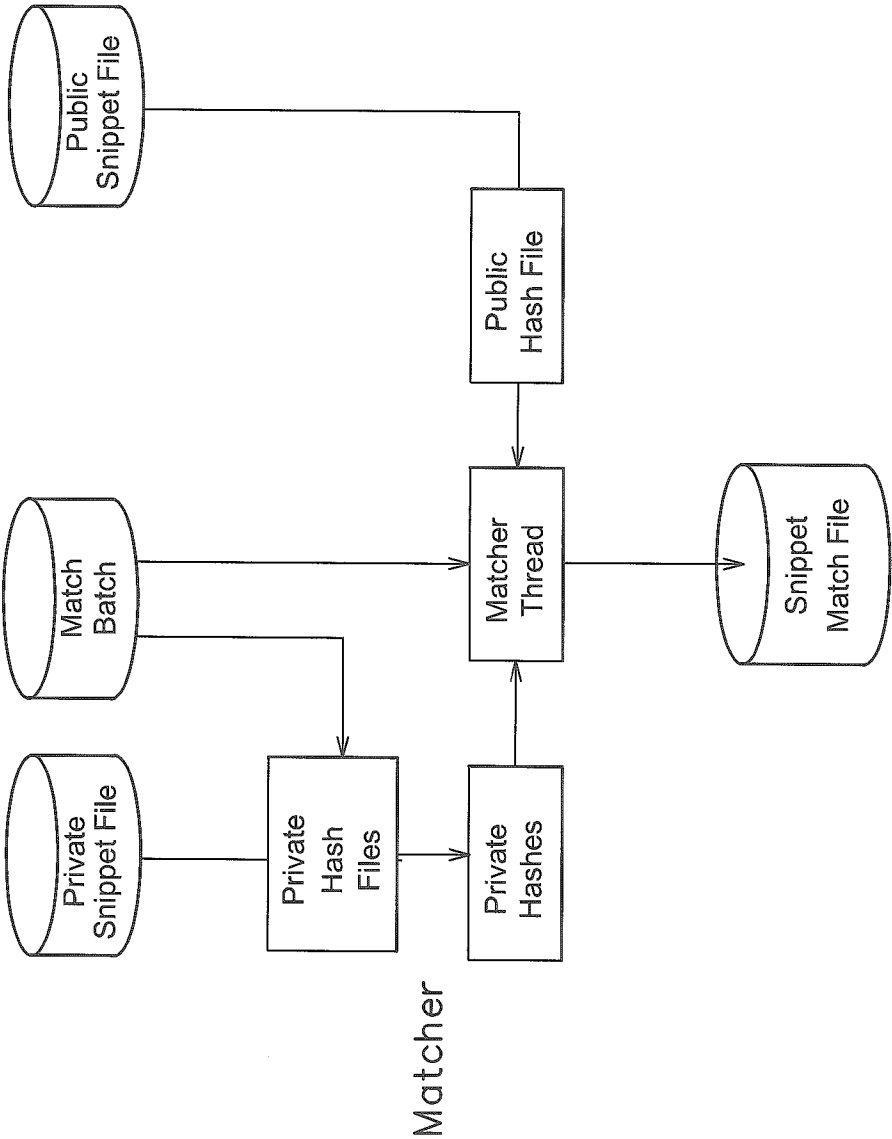 Private
Snippet File
Match
Batch
Public
Snippet File
Private
Hash
Files
Matcher
Private
Hashes
Matcher
Thread
Public
Hash File
Snippet
Match File